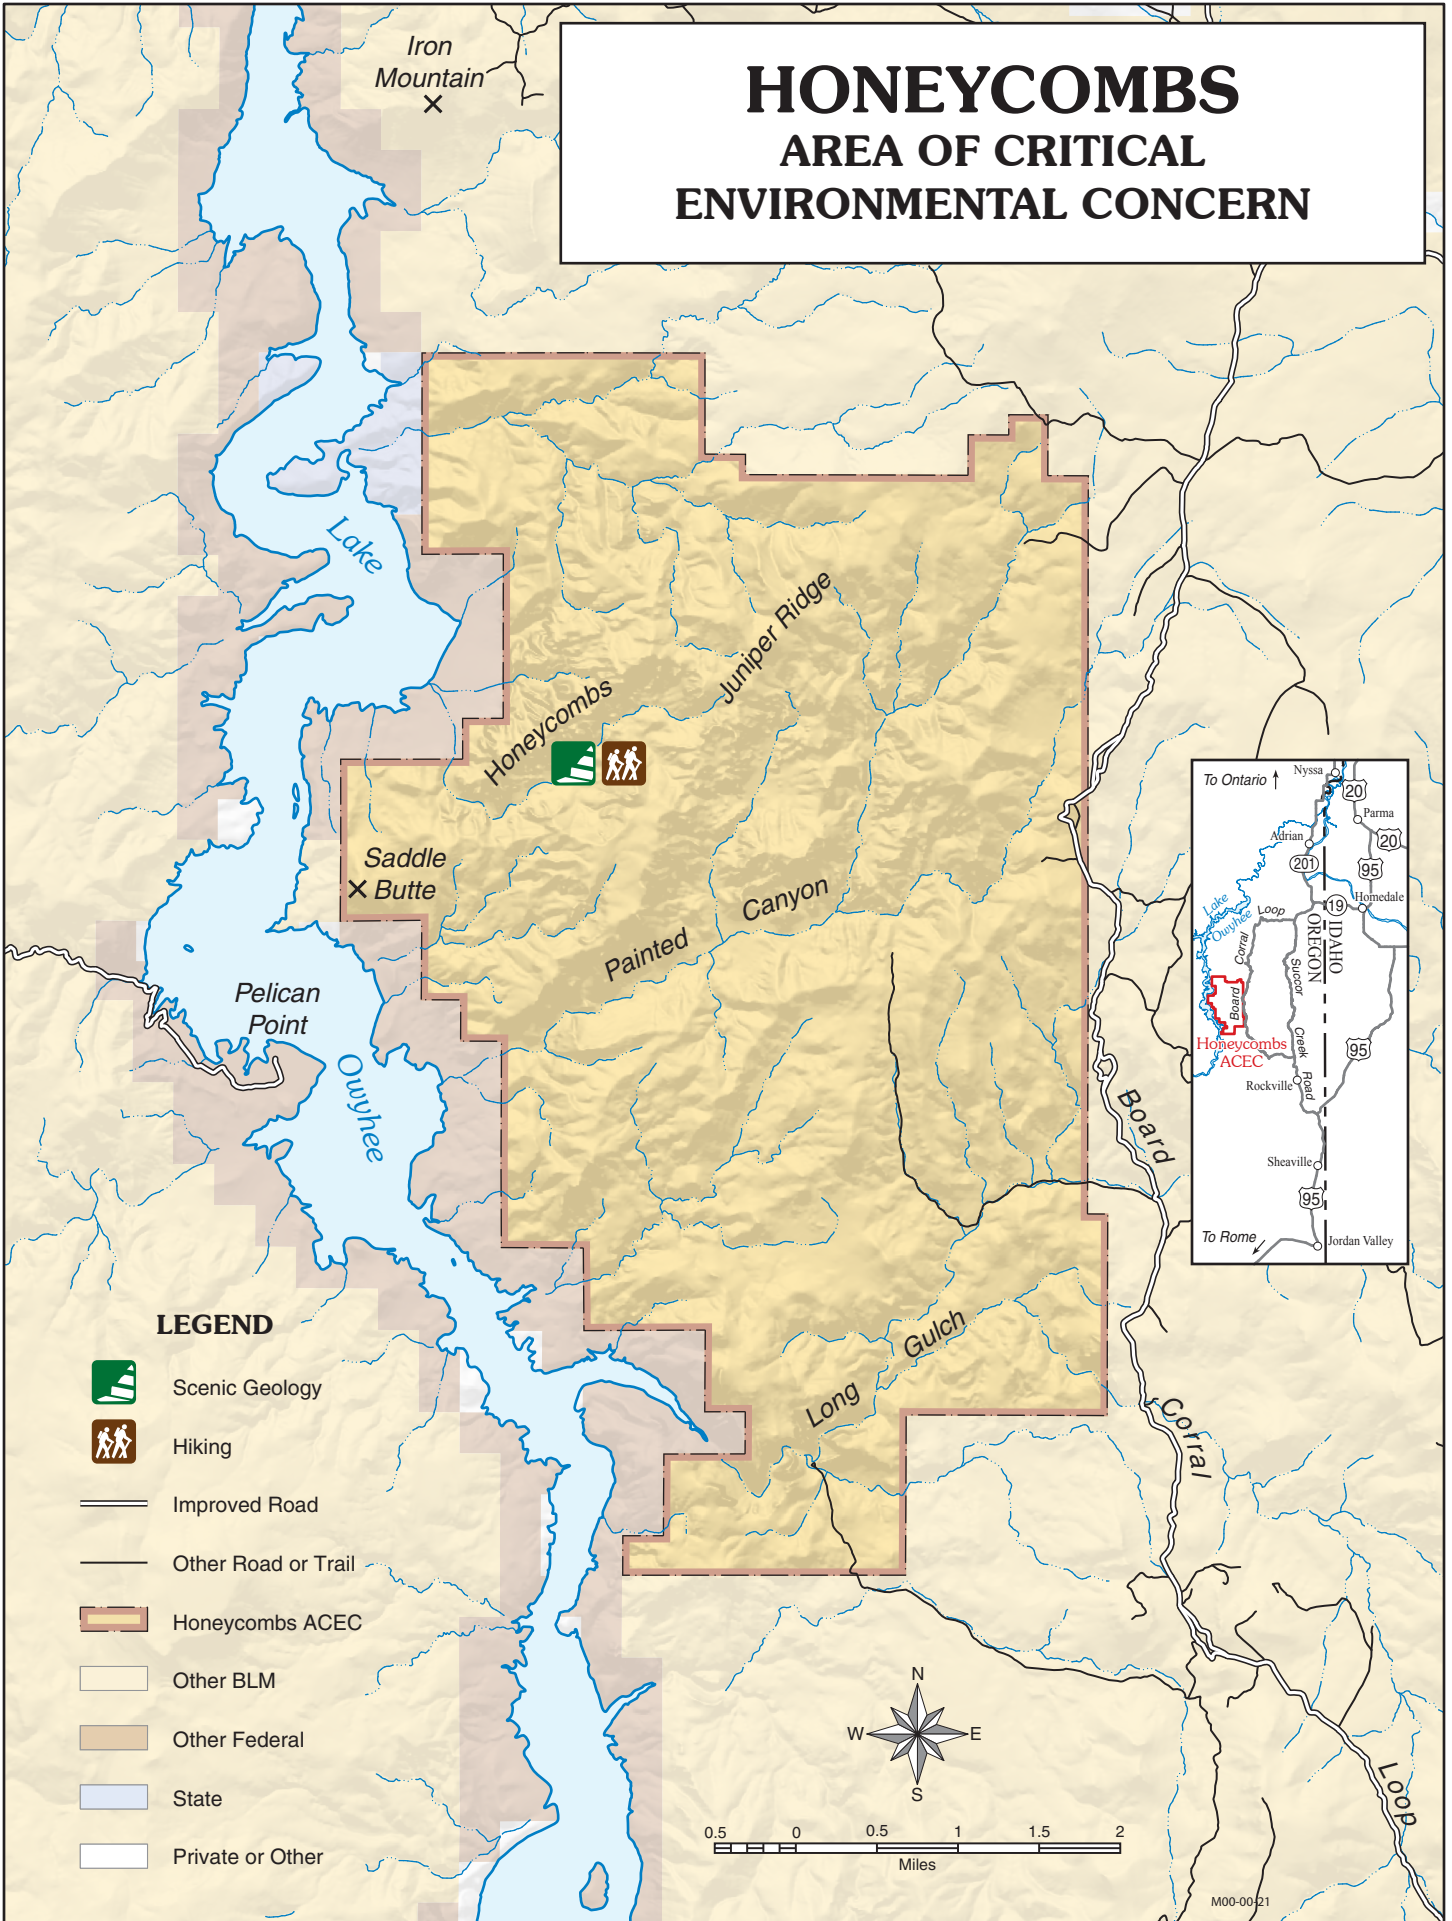 HONEYCOMBS
AREA OF CRITICAL
ENVIRONMENTAL CONCERN
Iron
Mountain
Lake
Juniper Ridge
Honeycombs
Saddle
Butte
Canyon
Painted
Pelican
Point
Owyhee
Board
Gulch
Long
Corral
Loop
To Ontario
Nyssa
20
Parma
Adrian
20
201
95
Homedale
19
Lake
Owyhee
Loop
Corral
IDAHO
OREGON
Succor
Board
Creek
Honeycombs
ACEC
95
Rockville
Road
Sheaville
95
To Rome
Jordan Valley
LEGEND
Scenic Geology
Hiking
Improved Road
Other Road or Trail
Honeycombs ACEC
Other BLM
Other Federal
State
Private or Other
N
W
E
S
0.5 0 0.5 1 1.5 2
Miles
M00-00-21